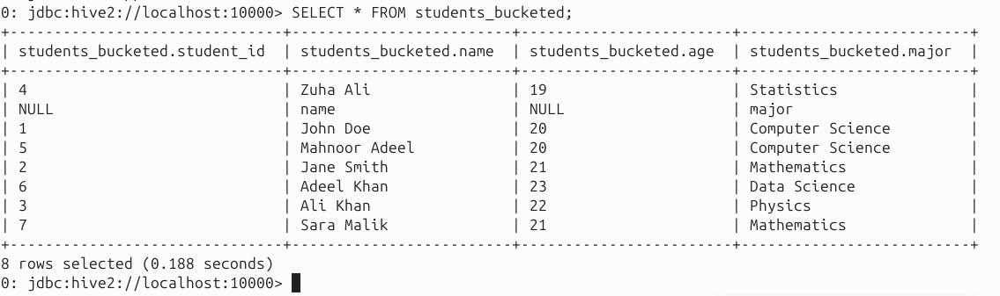 0: jdbc:hive2://localhost:10000> SELECT * FROM students_bucketed;
+-------------------------------+-------------------------+------------------------+--------------------------+
| students_bucketed.student_id  | students_bucketed.name  | students_bucketed.age  | students_bucketed.major  |
+-------------------------------+-------------------------+------------------------+--------------------------+
| 4                             | Zuha Ali                | 19                     | Statistics               |
| NULL                          | name                    | NULL                   | major                    |
| 1                             | John Doe                | 20                     | Computer Science         |
| 5                             | Mahnoor Adeel           | 20                     | Computer Science         |
| 2                             | Jane Smith              | 21                     | Mathematics              |
| 6                             | Adeel Khan              | 23                     | Data Science             |
| 3                             | Ali Khan                | 22                     | Physics                  |
| 7                             | Sara Malik              | 21                     | Mathematics              |
+-------------------------------+-------------------------+------------------------+--------------------------+
8 rows selected (0.188 seconds)
0: jdbc:hive2://localhost:10000>